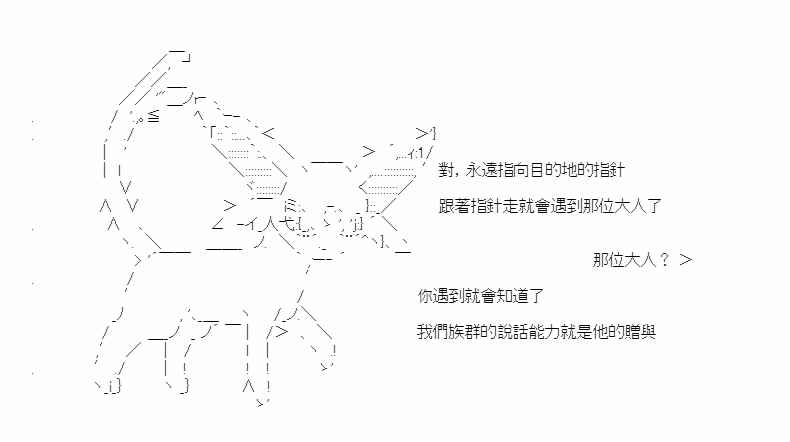 對，永遠指向目的地的指針
跟著指針走就會遇到那位大人了
那位大人？ ＞
你遇到就會知道了
我們族群的說話能力就是他的贈與